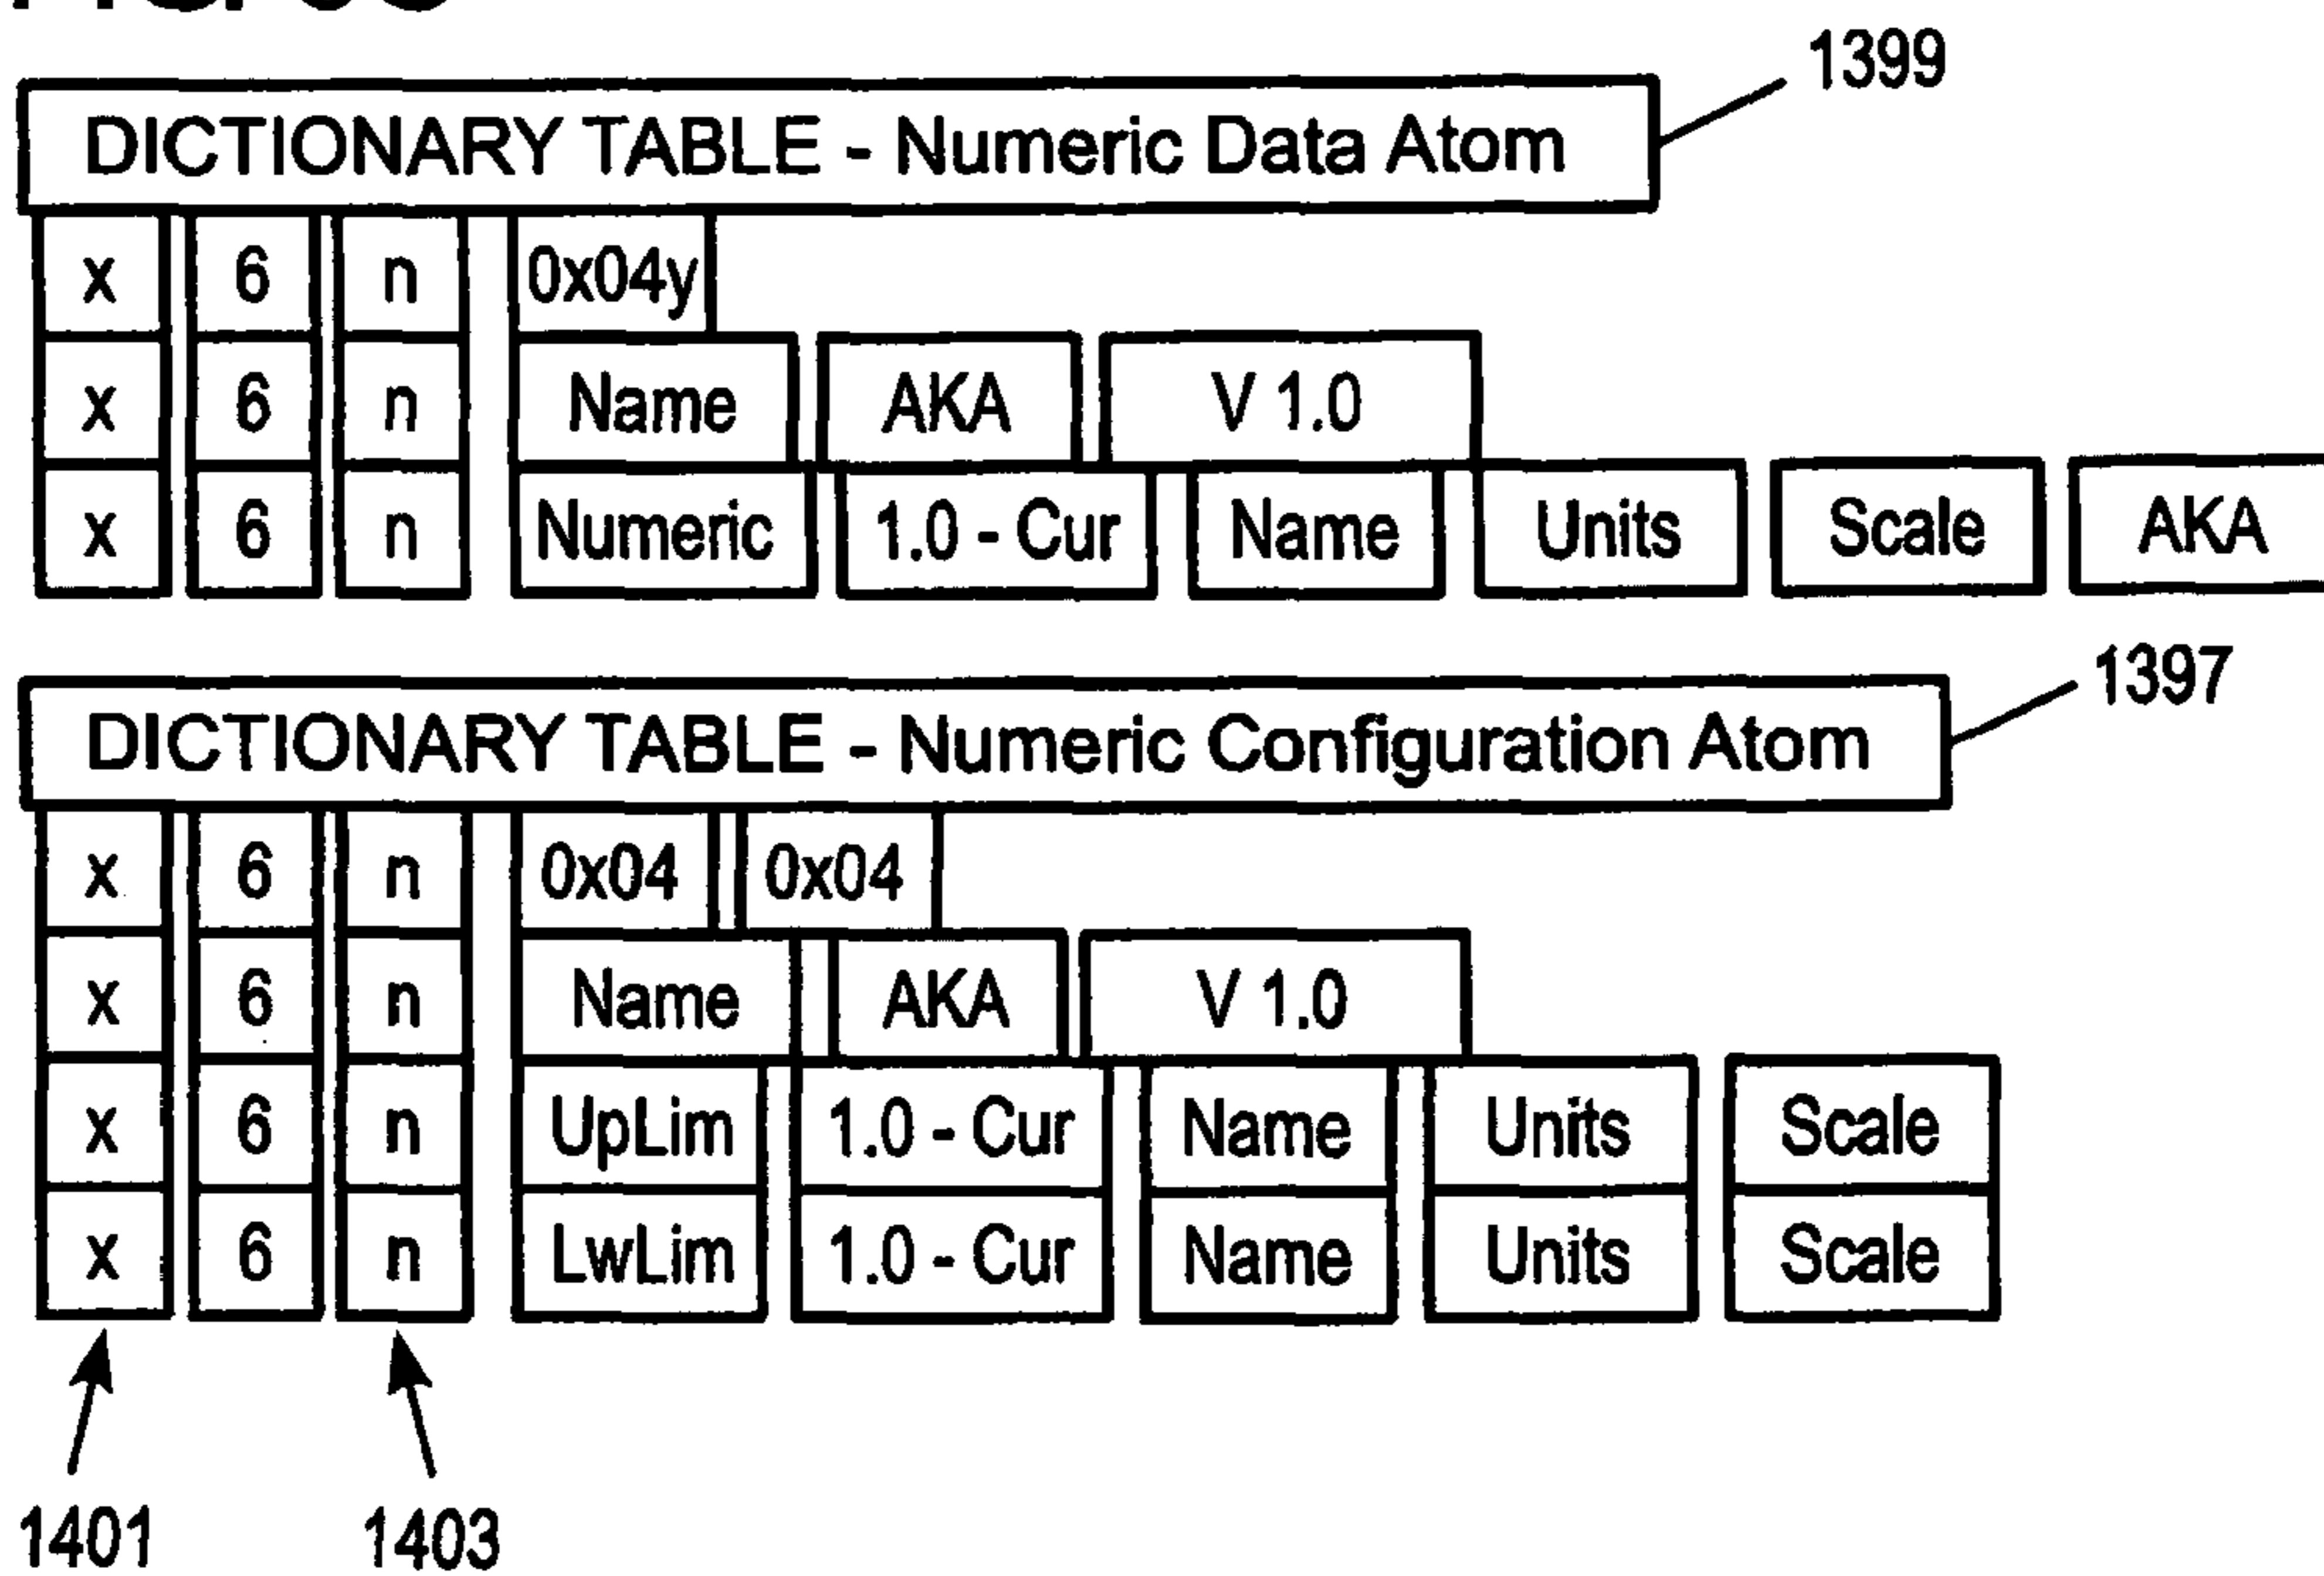 1399
DICTIONARY TABLE - Numeric Data Atom
x 6 n 0x04y
x 6 n Name AKA V 1.0
x 6 n Numeric 1.0 - Cur Name Units Scale AKA
1397
DICTIONARY TABLE - Numeric Configuration Atom
x 6 n 0x04 0x04
x 6 n Name AKA V 1.0
x 6 n UpLim 1.0 - Cur Name Units Scale
x 6 n LwLim 1.0 - Cur Name Units Scale
1401 1403